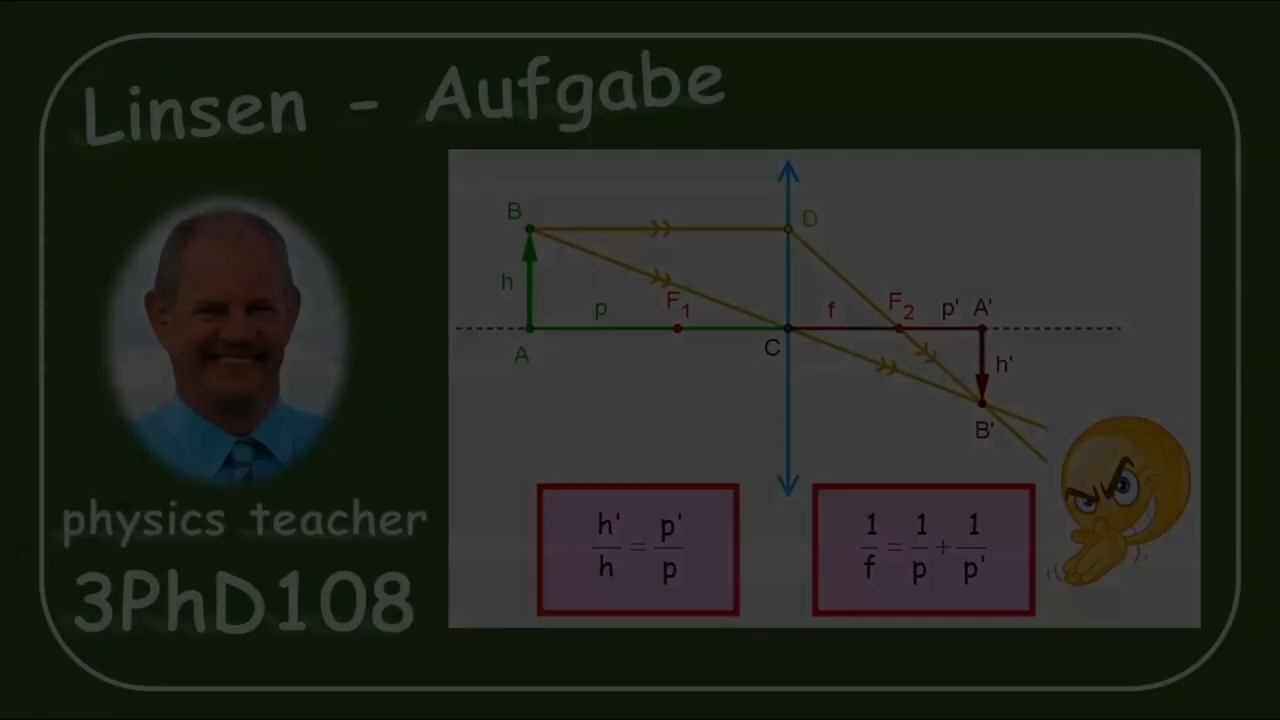 Linsen - Aufgabe
B
D
h
p
F1
f
F2
p'
A'
A
C
h'
B'
physics teacher
3PhD108
h'/h = p'/p
1/f = 1/p + 1/p'